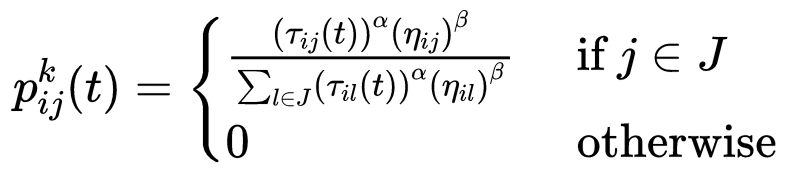 p_{ij}^{k}(t) = \begin{cases} \frac{(\tau_{ij}(t))^{\alpha}(\eta_{ij})^{\beta}}{\sum_{l \in J}(\tau_{il}(t))^{\alpha}(\eta_{il})^{\beta}} & \text{if } j \in J \\ 0 & \text{otherwise} \end{cases}